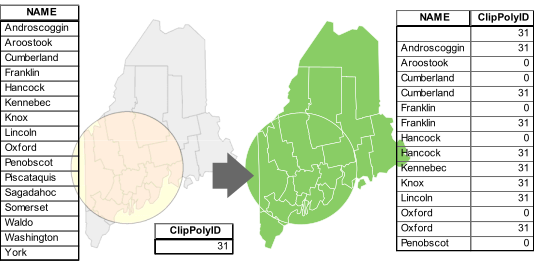 NAME
Androscoggin
Aroostook
Cumberland
Franklin
Hancock
Kennebec
Knox
Lincoln
Oxford
Penobscot
Piscataquis
Sagadahoc
Somerset
Waldo
Washington
York
ClipPolyID
31
NAME ClipPolyID
31
Androscoggin 31
Aroostook 0
Cumberland 0
Cumberland 31
Franklin 0
Franklin 31
Hancock 0
Hancock 31
Kennebec 31
Knox 31
Lincoln 31
Oxford 0
Oxford 31
Penobscot 0